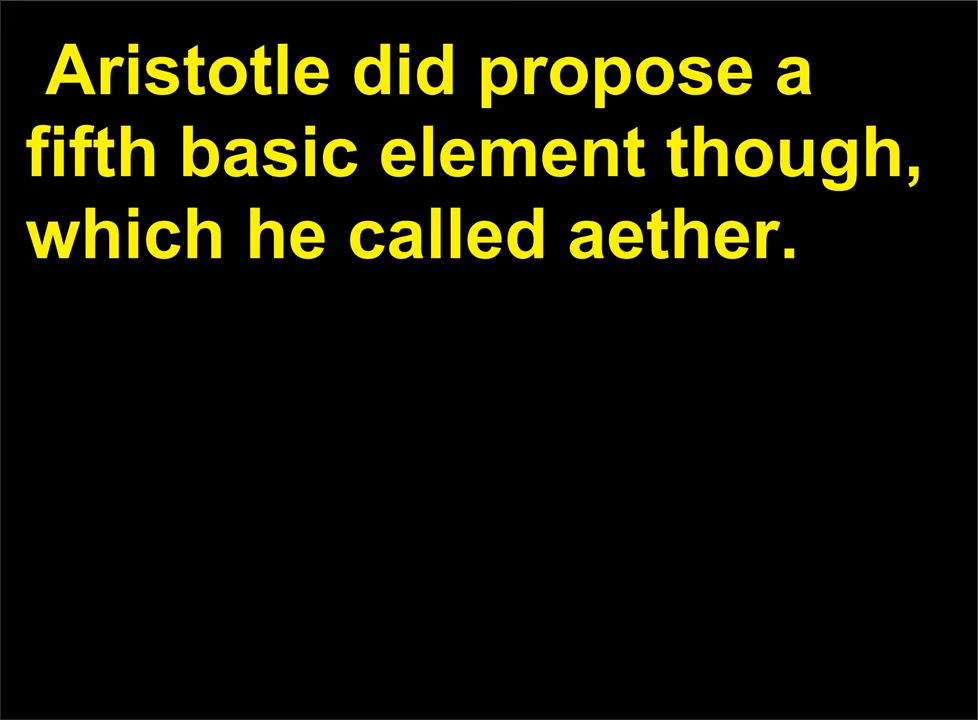 Aristotle did propose a
fifth basic element though,
which he called aether.